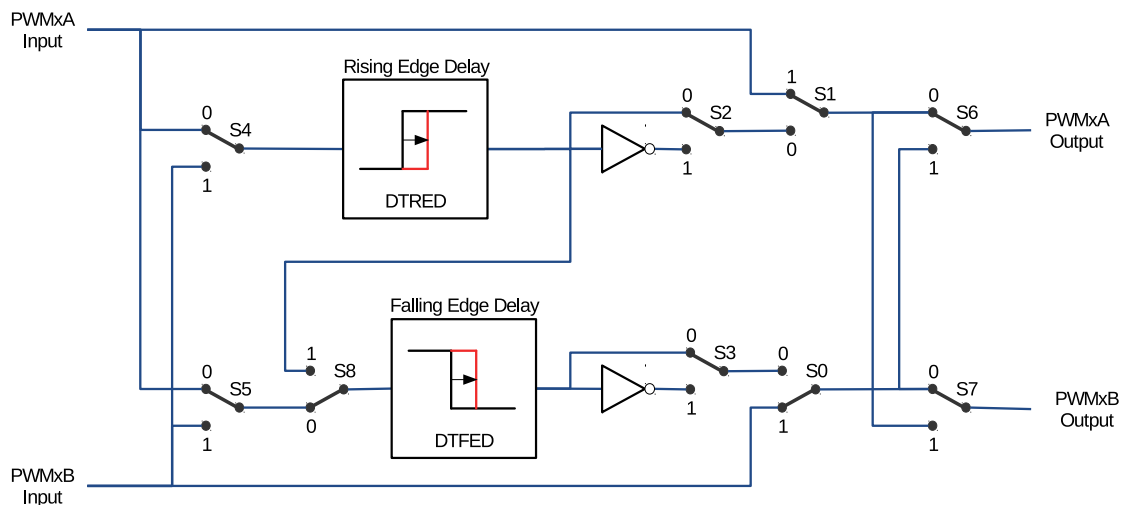 PWMxA
Input
Rising Edge Delay
0
S4
1
DTRED
0
S2
1
1
S1
0
0
S6
1
PWMxA
Output
Falling Edge Delay
0
S5
1
1
S8
0
DTFED
0
S3
1
0
S0
1
0
S7
1
PWMxB
Output
PWMxB
Input